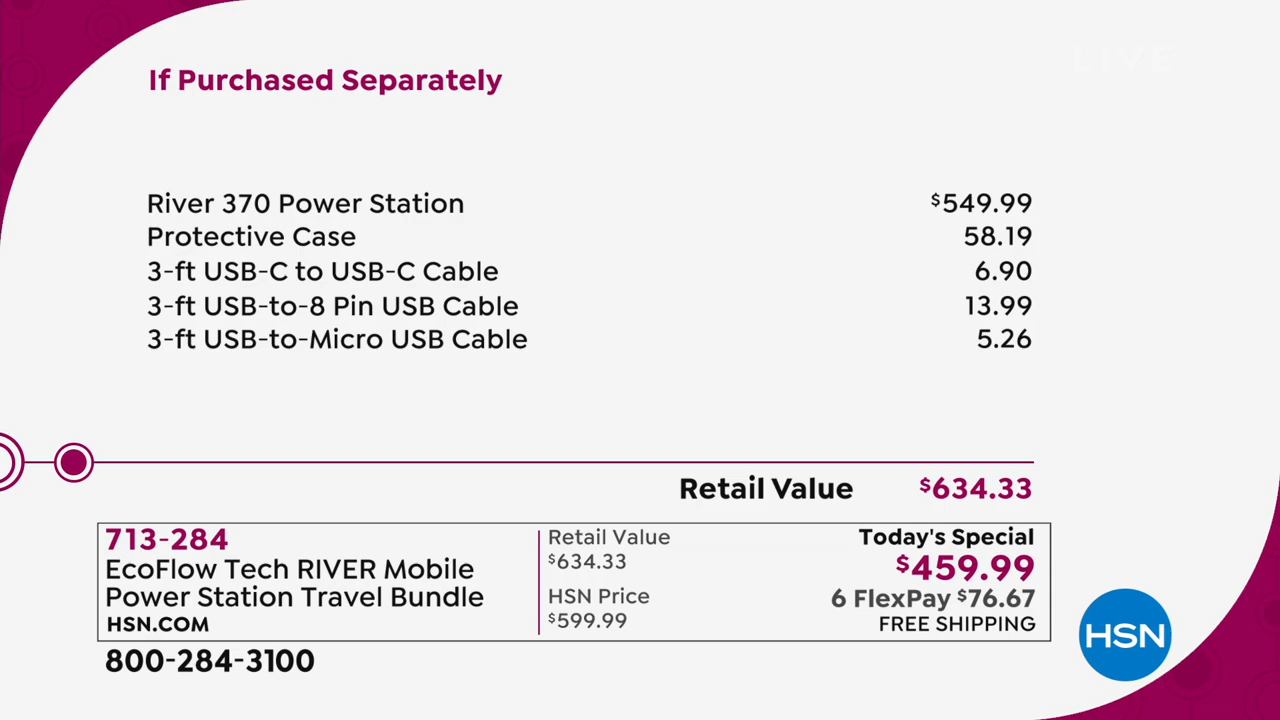 LIVE
If Purchased Separately
River 370 Power Station $549.99
Protective Case 58.19
3-ft USB-C to USB-C Cable 6.90
3-ft USB-to-8 Pin USB Cable 13.99
3-ft USB-to-Micro USB Cable 5.26
Retail Value $634.33
713-284
EcoFlow Tech RIVER Mobile
Power Station Travel Bundle
HSN.COM
Retail Value
$634.33
HSN Price
$599.99
Today's Special
$459.99
6 FlexPay $76.67
FREE SHIPPING
800-284-3100
HSN